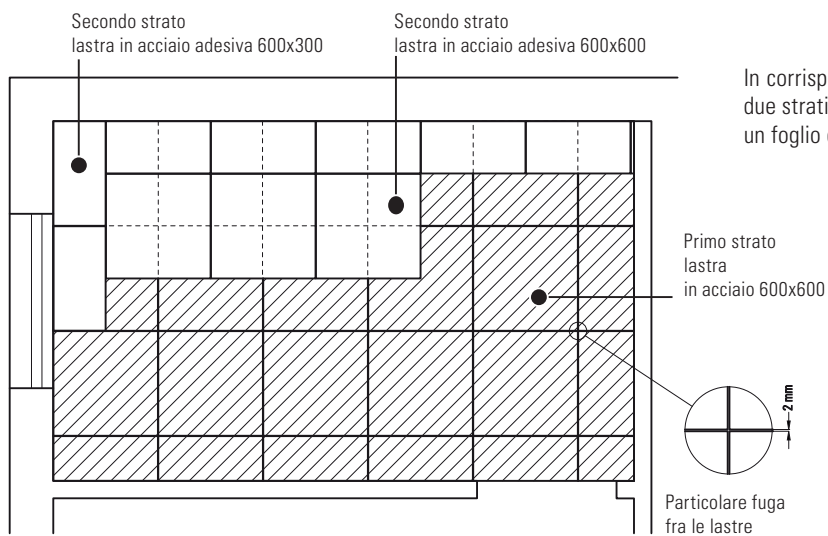 Secondo strato
lastra in acciaio adesiva 600x300
Secondo strato
lastra in acciaio adesiva 600x600
In corrisp
due strati
un foglio
Primo strato
lastra
in acciaio 600x600
2 mm
Particolare fuga
fra le lastre